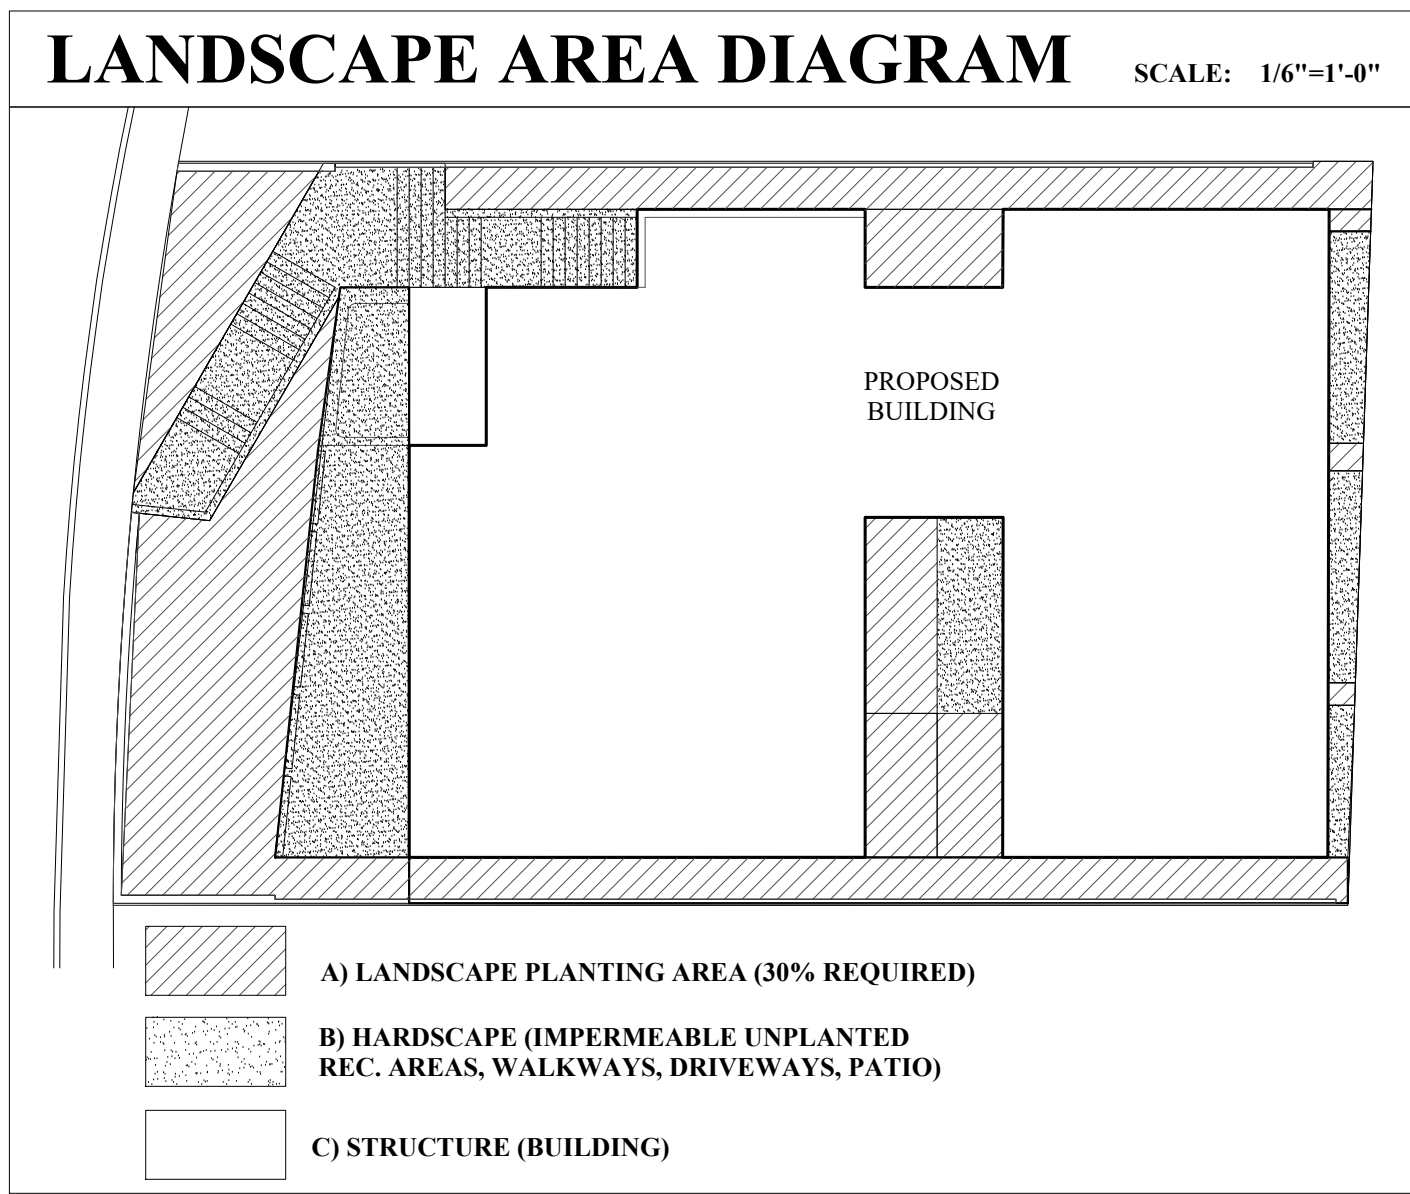 LANDSCAPE AREA DIAGRAM SCALE: 1/6"=1'-0"
PROPOSED
BUILDING
A) LANDSCAPE PLANTING AREA (30% REQUIRED)
B) HARDSCAPE (IMPERMEABLE UNPLANTED
REC. AREAS, WALKWAYS, DRIVEWAYS, PATIO)
C) STRUCTURE (BUILDING)